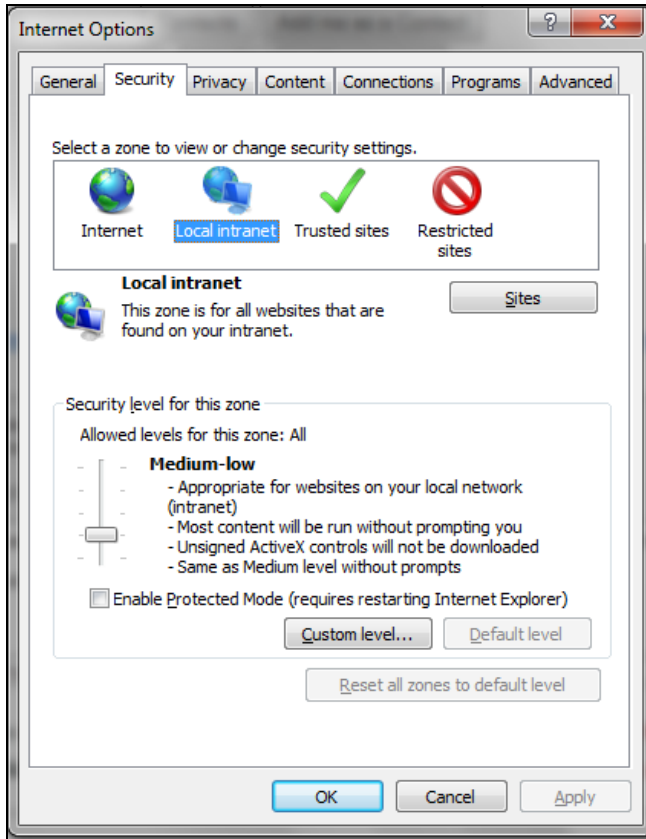 Internet Options
?
X
General Security Privacy Content Connections Programs Advanced
Select a zone to view or change security settings.
Internet Local intranet Trusted sites Restricted
sites
Local intranet
This zone is for all websites that are
found on your intranet.
Sites
Security level for this zone
Allowed levels for this zone: All
Medium-low
- Appropriate for websites on your local network
(intranet)
- Most content will be run without prompting you
- Unsigned ActiveX controls will not be downloaded
- Same as Medium level without prompts
Enable Protected Mode (requires restarting Internet Explorer)
Custom level... Default level
Reset all zones to default level
OK Cancel Apply